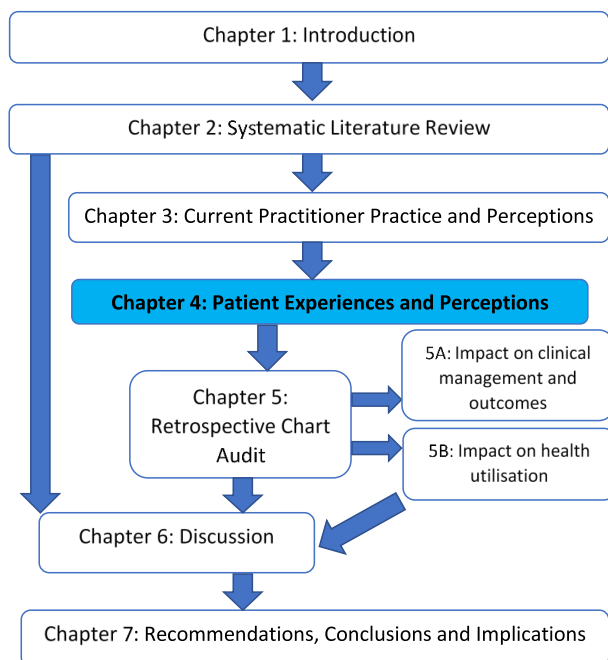 Chapter 1: Introduction
Chapter 2: Systematic Literature Review
Chapter 3: Current Practitioner Practice and Perceptions
Chapter 4: Patient Experiences and Perceptions
5A: Impact on clinical
management and
outcomes
Chapter 5:
Retrospective Chart
Audit
5B: Impact on health
utilisation
Chapter 6: Discussion
Chapter 7: Recommendations, Conclusions and Implications